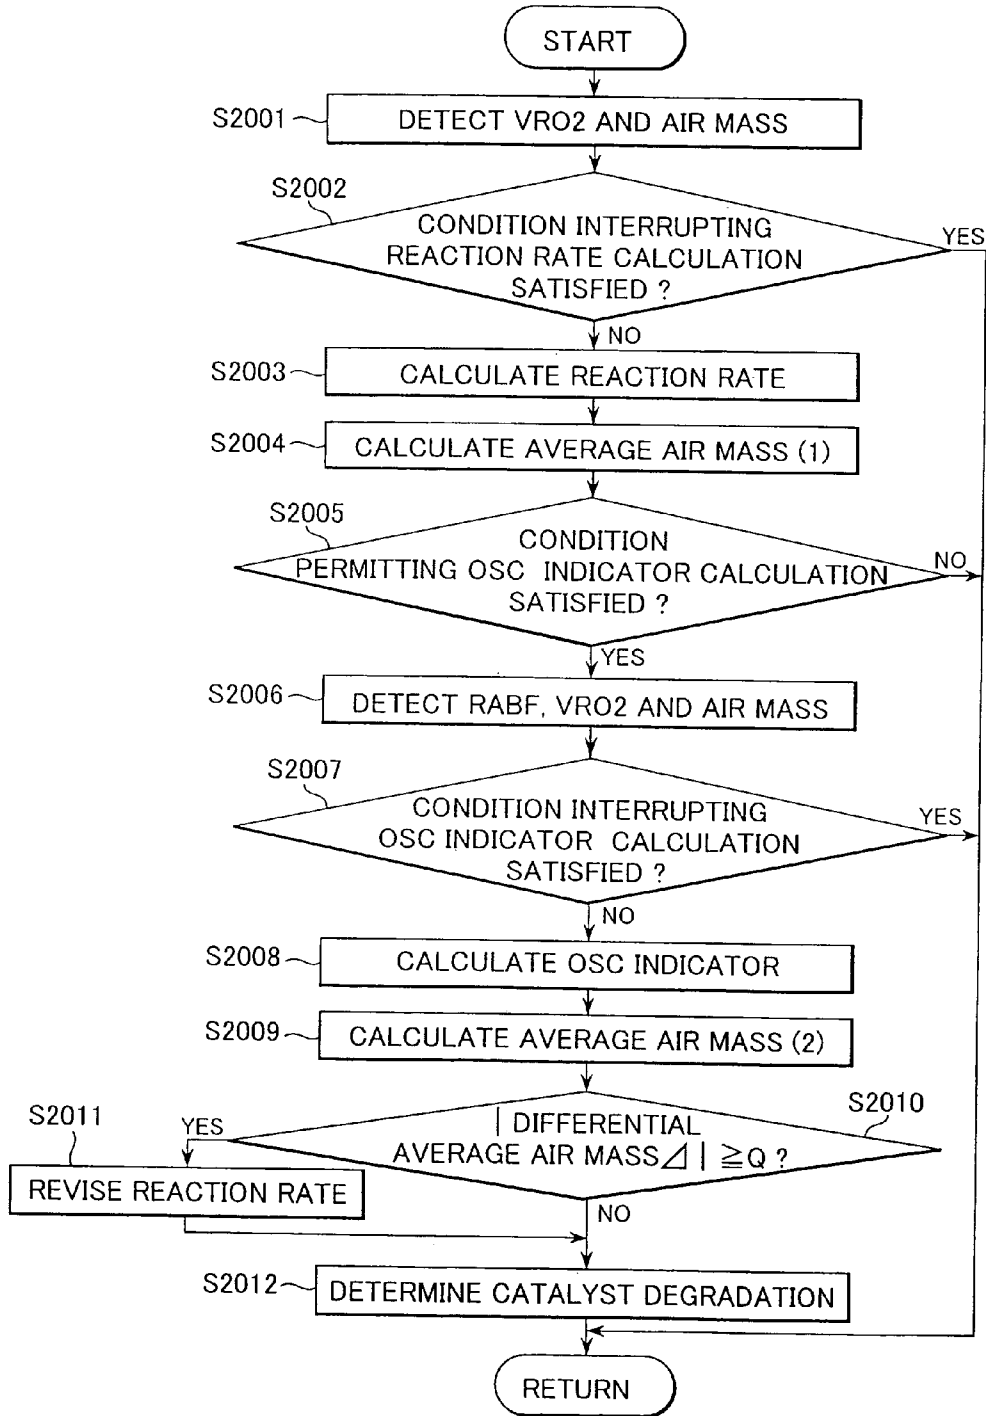 START
S2001
DETECT VRO2 AND AIR MASS
S2002
CONDITION INTERRUPTING
REACTION RATE CALCULATION
SATISFIED ?
YES
NO
S2003
CALCULATE REACTION RATE
S2004
CALCULATE AVERAGE AIR MASS (1)
S2005
CONDITION
PERMITTING OSC INDICATOR CALCULATION
SATISFIED ?
NO
YES
S2006
DETECT RABF, VRO2 AND AIR MASS
S2007
CONDITION INTERRUPTING
OSC INDICATOR CALCULATION
SATISFIED ?
YES
NO
S2008
CALCULATE OSC INDICATOR
S2009
CALCULATE AVERAGE AIR MASS (2)
S2010
| DIFFERENTIAL
AVERAGE AIR MASS⊿ | ≧Q ?
YES
S2011
REVISE REACTION RATE
NO
S2012
DETERMINE CATALYST DEGRADATION
RETURN